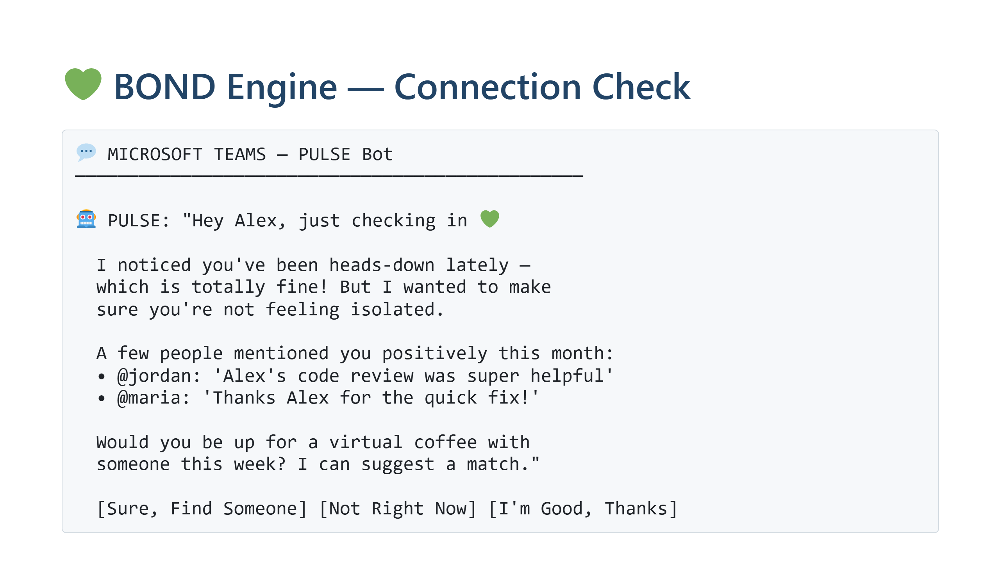 💚 BOND Engine — Connection Check
💬 MICROSOFT TEAMS — PULSE Bot
────────────────────────────────────────────────
🤖 PULSE: "Hey Alex, just checking in 💚
I noticed you've been heads-down lately —
which is totally fine! But I wanted to make
sure you're not feeling isolated.
A few people mentioned you positively this month:
• @jordan: 'Alex's code review was super helpful'
• @maria: 'Thanks Alex for the quick fix!'
Would you be up for a virtual coffee with
someone this week? I can suggest a match."
[Sure, Find Someone] [Not Right Now] [I'm Good, Thanks]